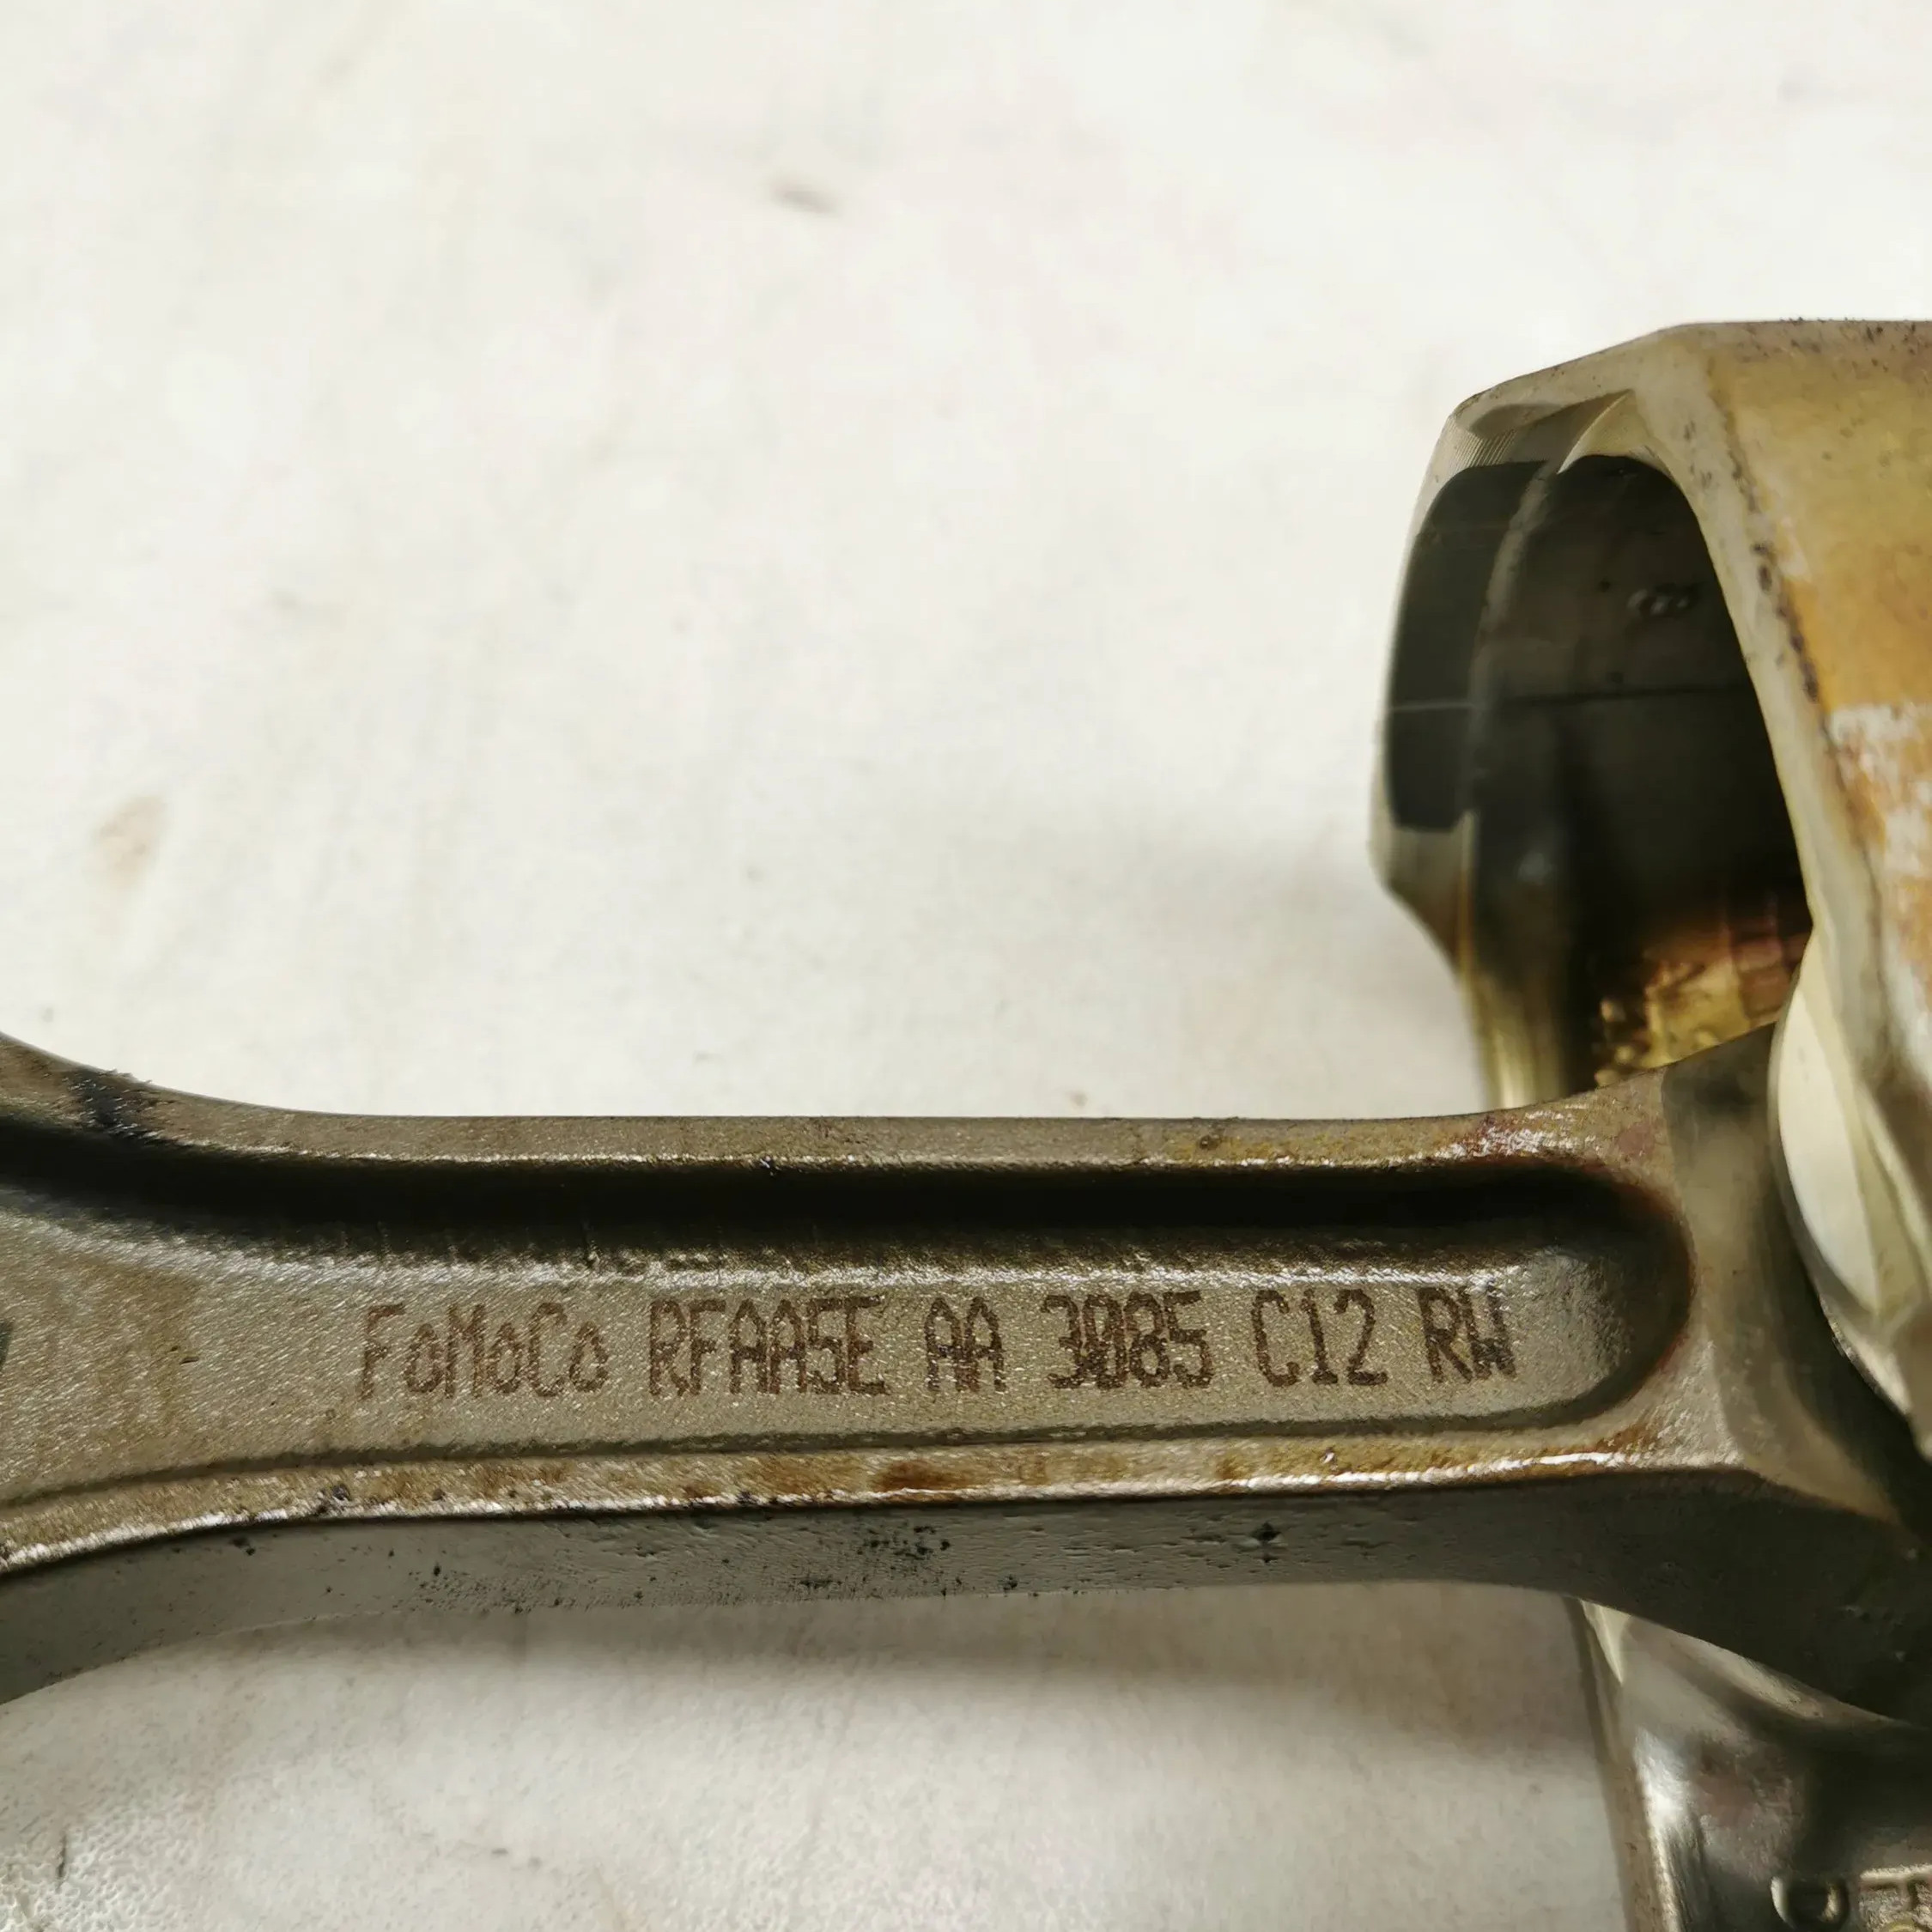 FoMoCo RFAA5E AA 3085 C12 RW